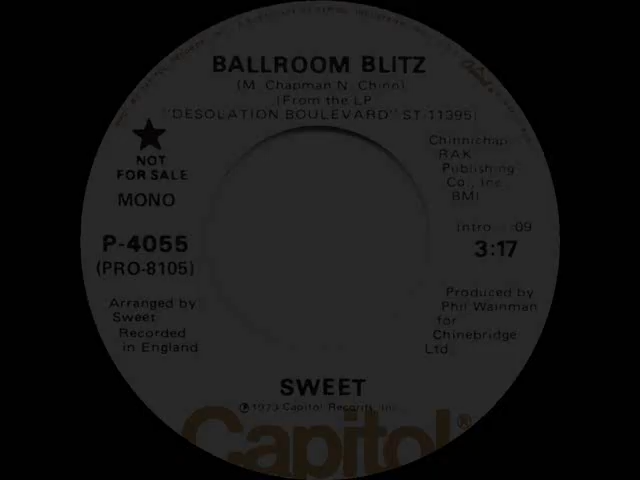 BALLROOM BLITZ
(M. Chapman N. Chinn)
(From the LP
"DESOLATION BOULEVARD" ST-11395)
NOT
FOR SALE
MONO
P-4055
(PRO-8105)
Arranged by
Sweet
Recorded
in England
Chinnichap
RAK
Publishing
Co., Inc.
BMI
Intro. - :09
3:17
Produced by
Phil Wainman
for
Chinebridge
Ltd.
SWEET
℗1973 Capitol Records, Inc.
Capitol®